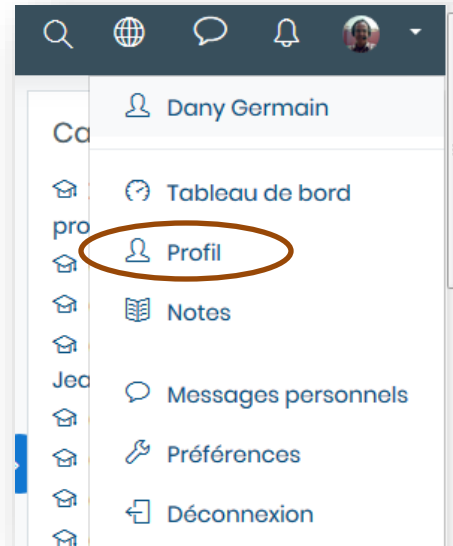 Dany Germain
Ca
Tableau de bord
pro
Profil
Notes
Jea
Messages personnels
Préférences
Déconnexion